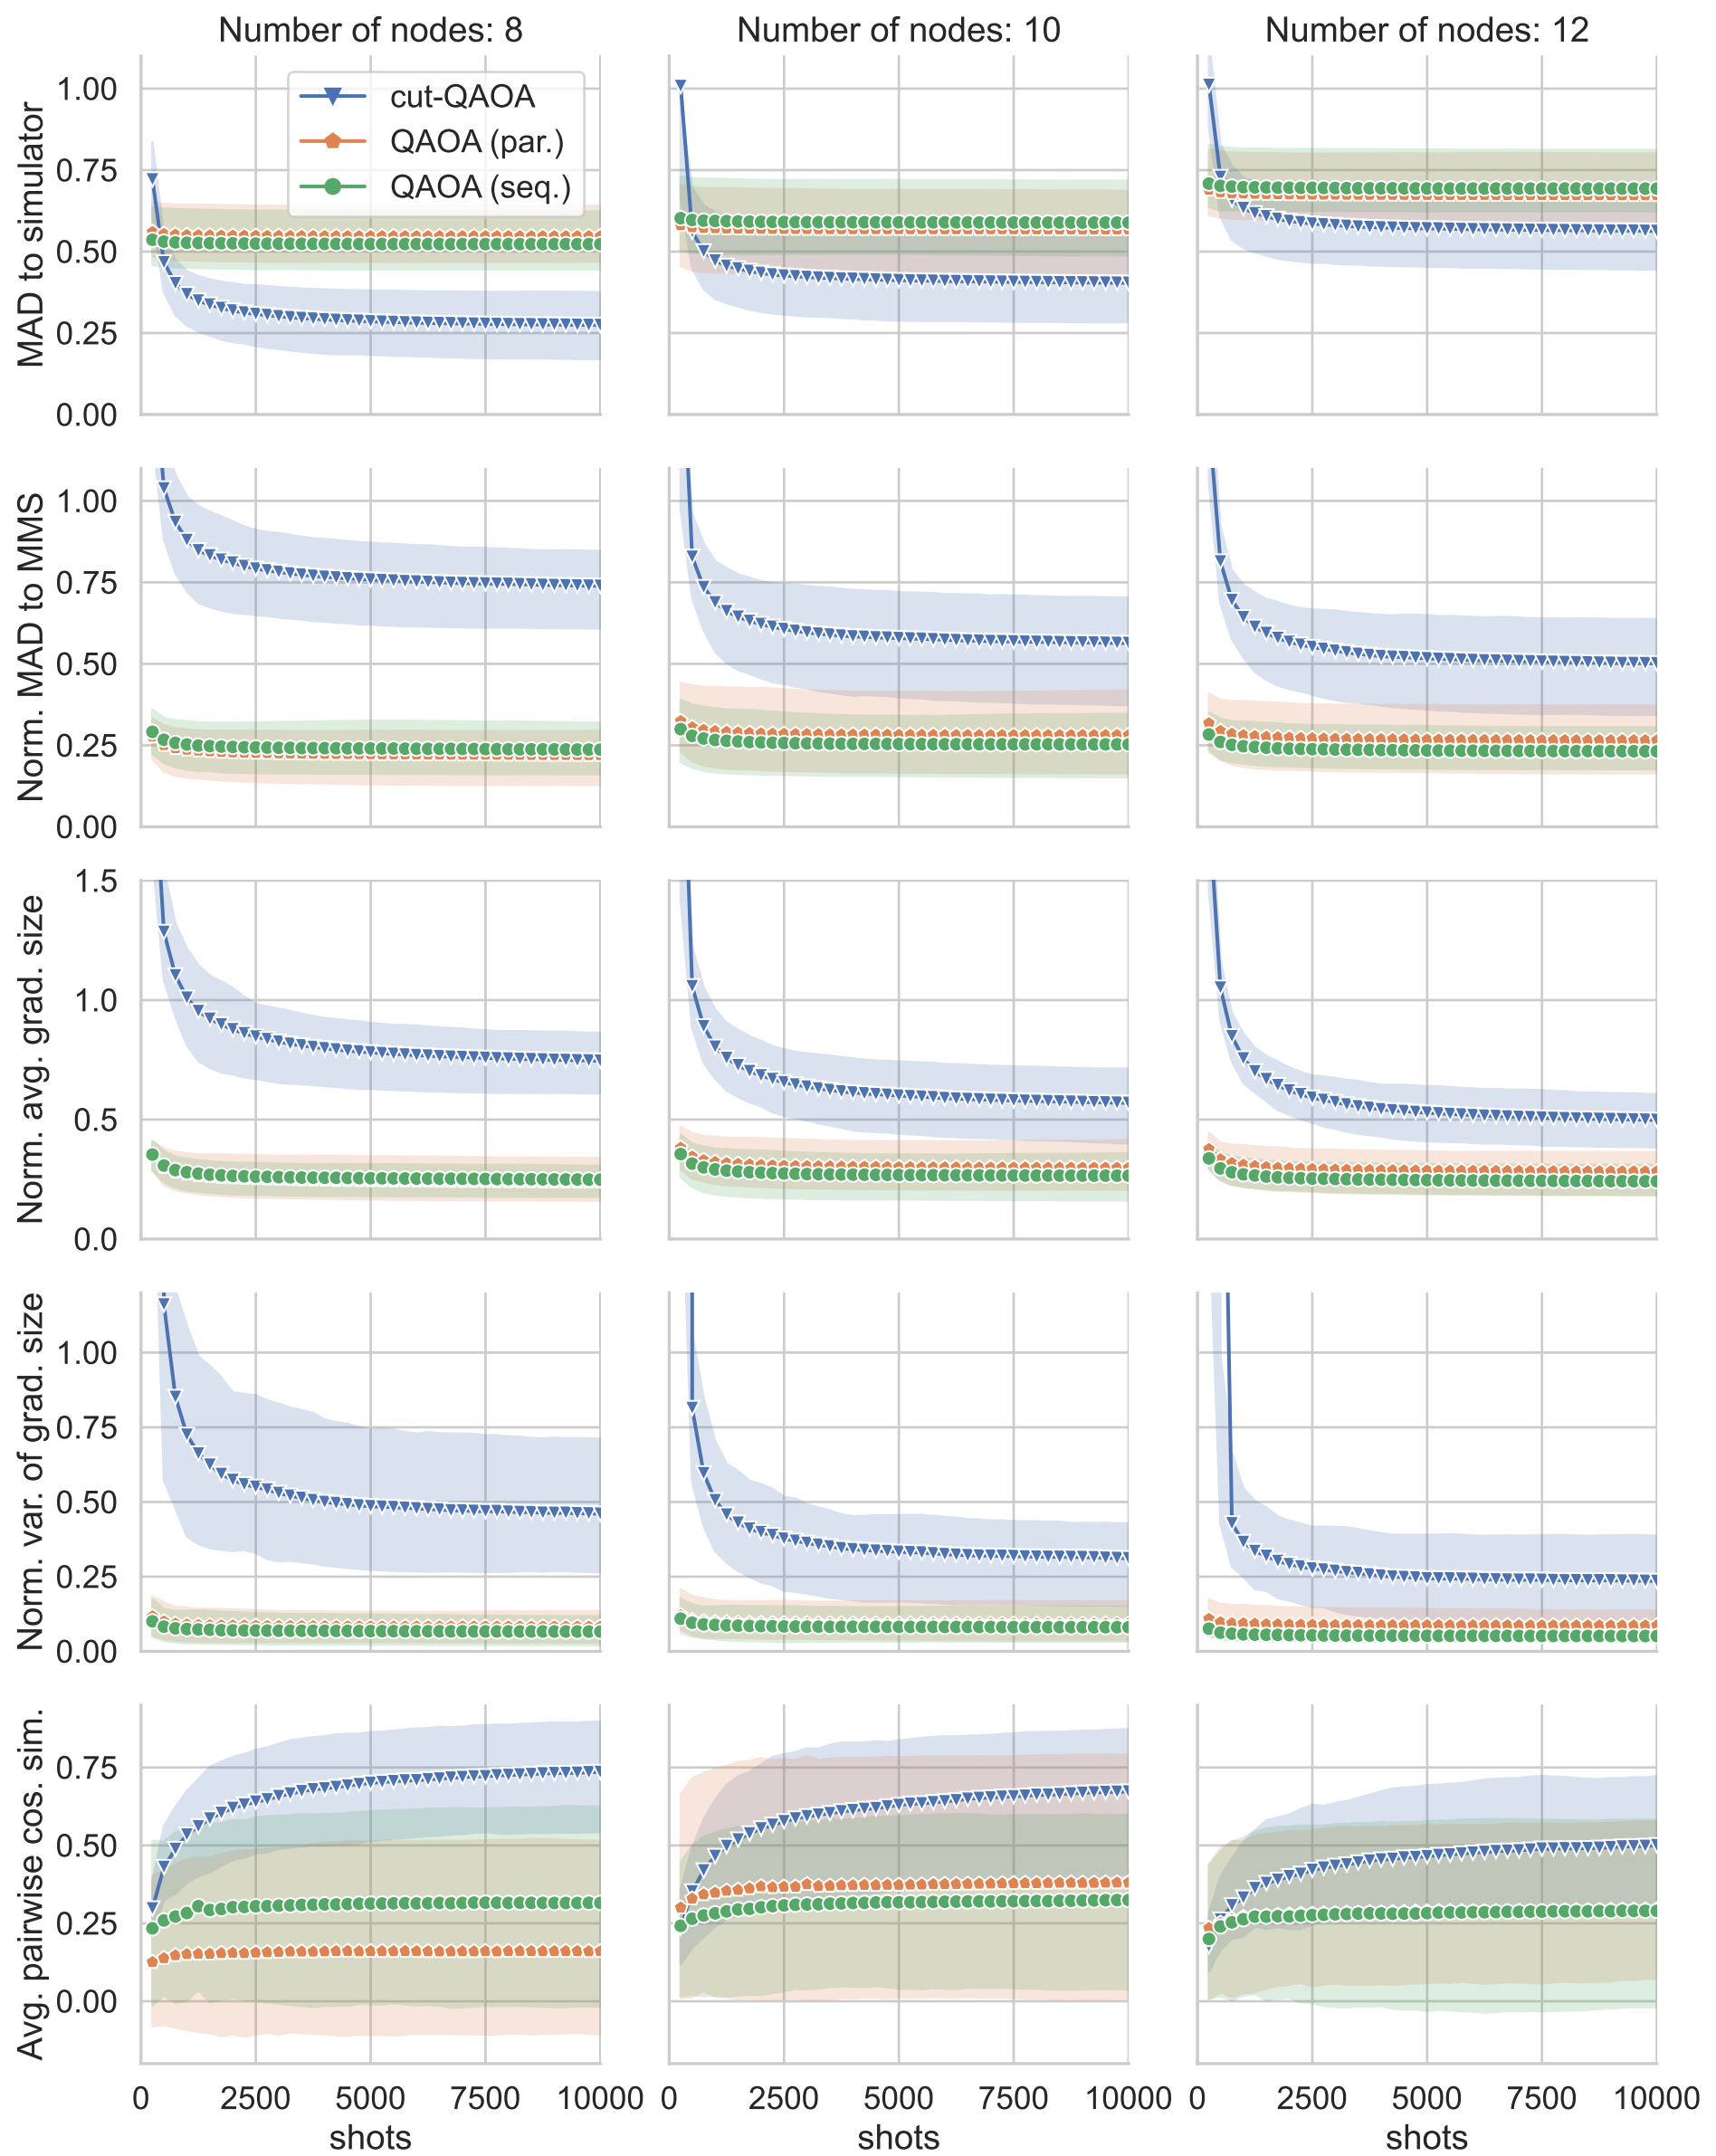 Number of nodes: 8
Number of nodes: 10
Number of nodes: 12
cut-QAOA
QAOA (par.)
QAOA (seq.)
MAD to simulator
1.00
0.75
0.50
0.25
0.00
Norm. MAD to MMS
1.00
0.75
0.50
0.25
0.00
Norm. avg. grad. size
1.5
1.0
0.5
0.0
Norm. var. of grad. size
1.00
0.75
0.50
0.25
0.00
Avg. pairwise cos. sim.
0.75
0.50
0.25
0.00
0 2500 5000 7500 10000
0 2500 5000 7500 10000
0 2500 5000 7500 10000
shots
shots
shots